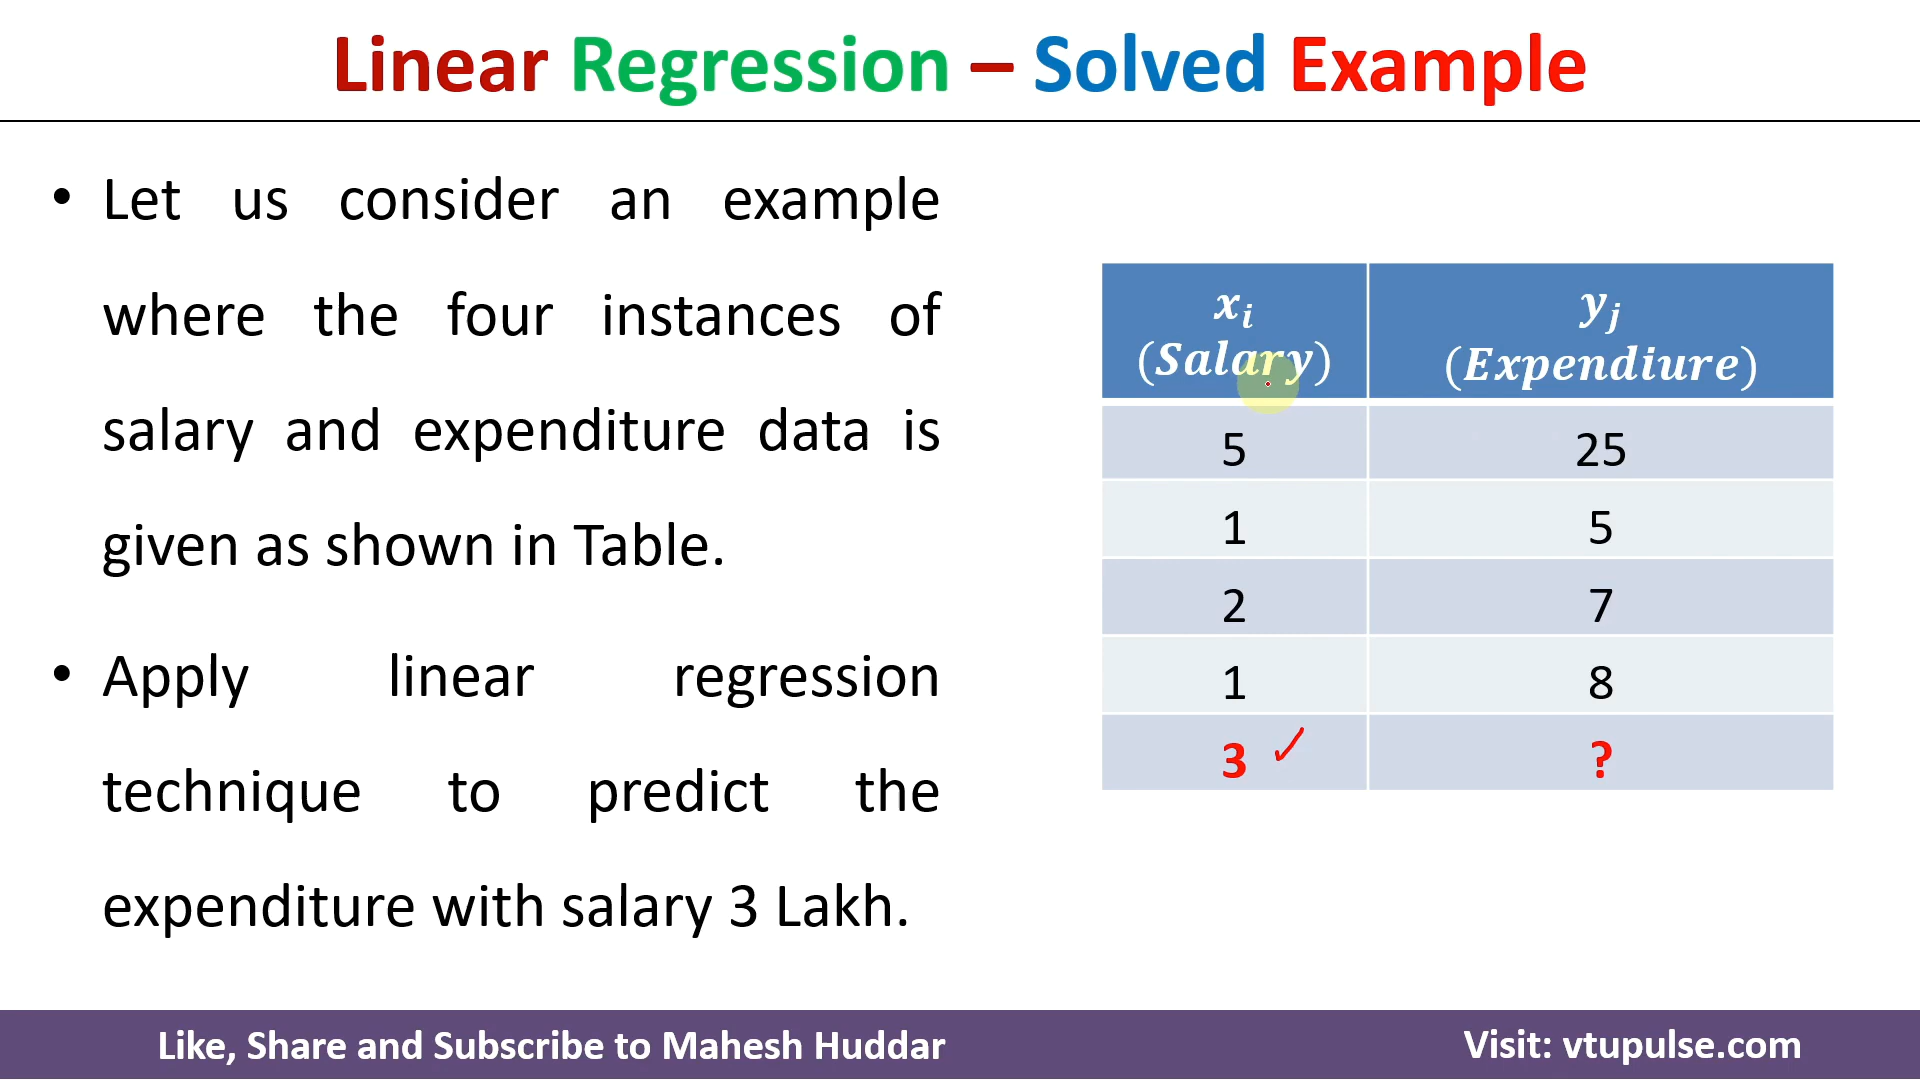 Linear Regression – Solved Example
• Let us consider an example
where the four instances of
salary and expenditure data is
given as shown in Table.
• Apply linear regression
technique to predict the
expenditure with salary 3 Lakh.
xᵢ yⱼ
(Salary) (Expendiure)
5 25
1 5
2 7
1 8
3 ✓ ?
Like, Share and Subscribe to Mahesh Huddar Visit: vtupulse.com